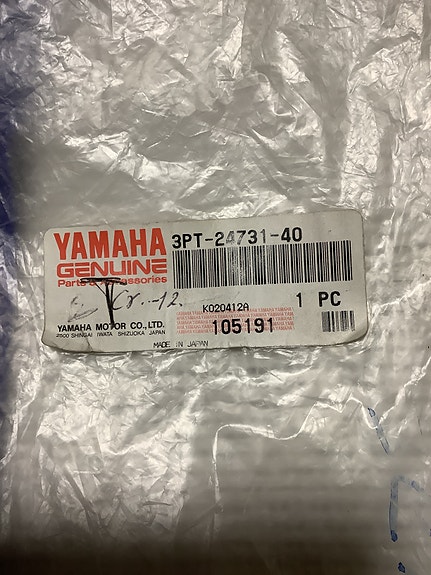 YAMAHA
GENUINE
Parts & Accessories
3PT-24731-40
K020412A
1 PC
105191
YAMAHA MOTOR CO., LTD.
2500 SHINGAI IWATA SHIZUOKA JAPAN
MADE IN JAPAN